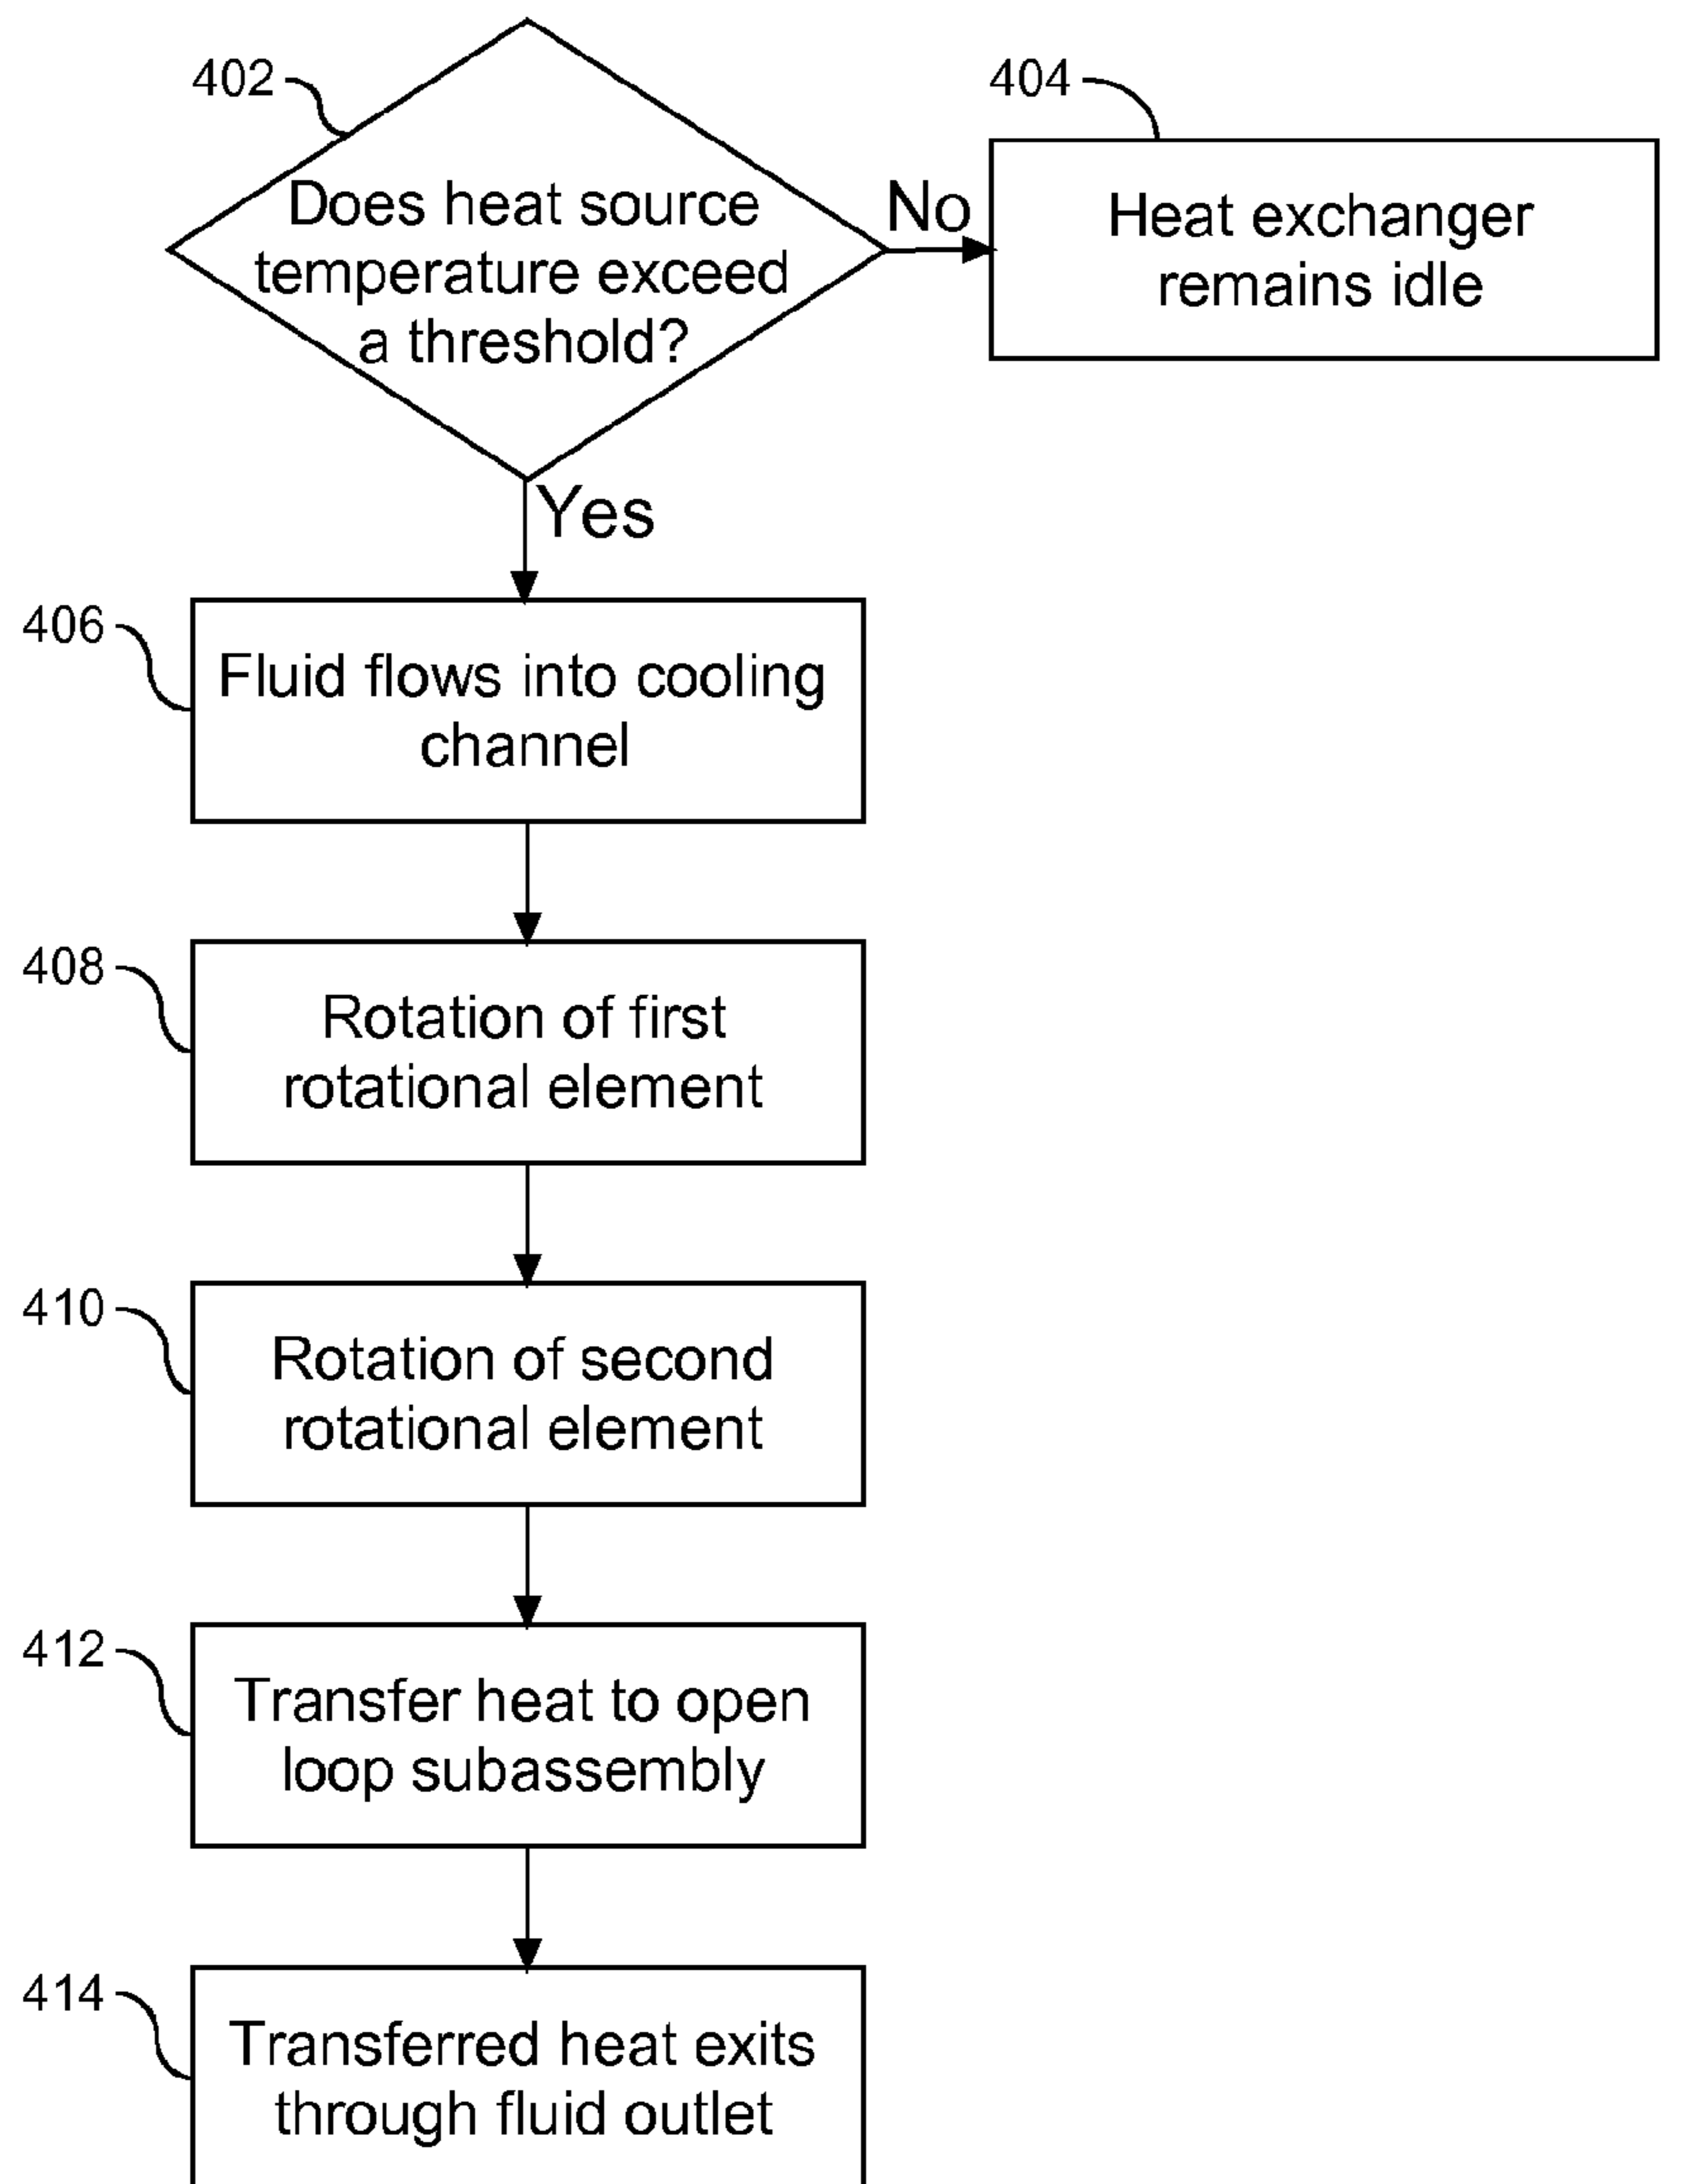 402
404
Does heat source
temperature exceed
a threshold?
No
Heat exchanger
remains idle
Yes
406
Fluid flows into cooling
channel
408
Rotation of first
rotational element
410
Rotation of second
rotational element
412
Transfer heat to open
loop subassembly
414
Transferred heat exits
through fluid outlet